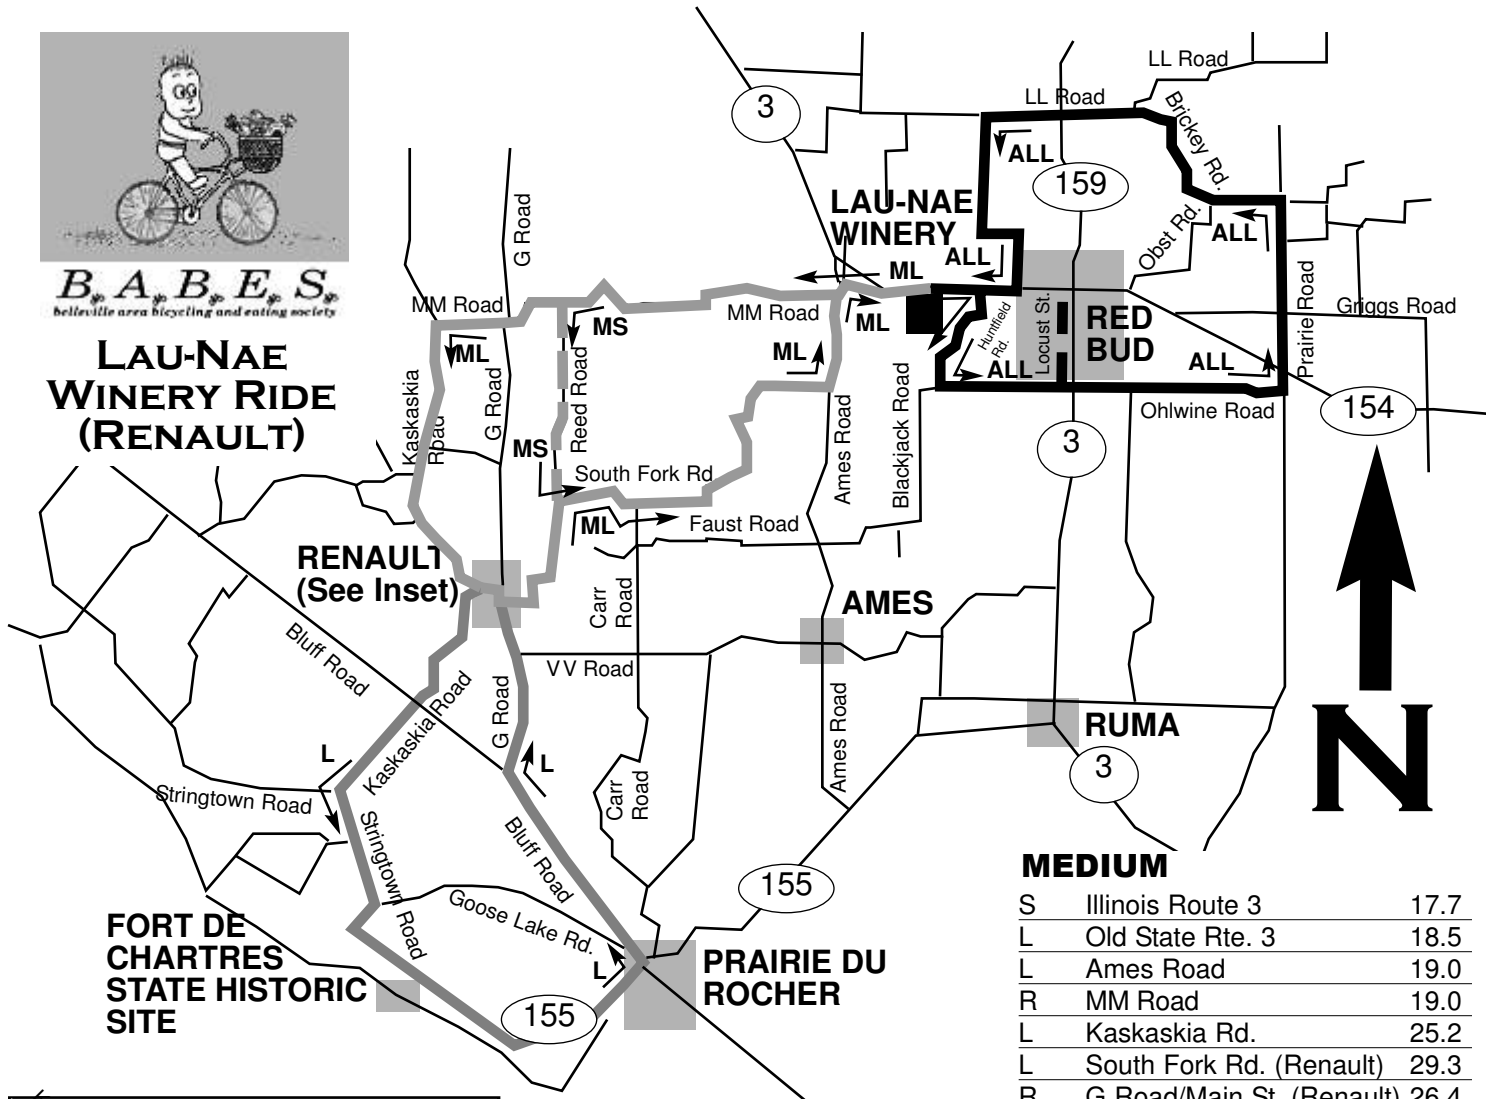 B. A. B. E. S.
belleville area bicycling and eating society
LAU-NAE
WINERY RIDE
(RENAULT)
3
LL Road
LL Road
Brickey Rd.
ALL
159
LAU-NAE
WINERY
ALL
ML
Obst Rd.
ALL
G Road
MM Road
MS
MM Road
ML
Huntfield
Rd.
Locust St.
RED
BUD
Prairie Road
Griggs Road
ML
G Road
Reed Road
ML
ALL
ALL
154
Kaskaskia
Road
MS
South Fork Rd
Ames Road
Blackjack Road
Ohlwine Road
3
ML
Faust Road
RENAULT
(See Inset)
Carr
Road
AMES
Bluff Road
VV Road
Kaskaskia Road
G Road
Ames Road
RUMA
3
L
L
Stringtown Road
Carr
Road
Stringtown Road
Bluff Road
155
N
Goose Lake Rd.
L
FORT DE
CHARTRES
STATE HISTORIC
SITE
155
PRAIRIE DU
ROCHER
MEDIUM
S Illinois Route 3 17.7
L Old State Rte. 3 18.5
L Ames Road 19.0
R MM Road 19.0
L Kaskaskia Rd. 25.2
L South Fork Rd. (Renault) 29.3
R G Road/Main St. (Renault) 26.4